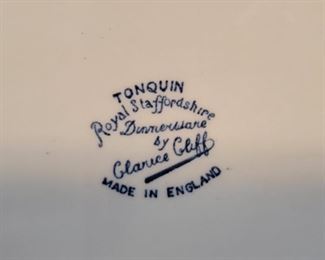 TONQUIN
Royal Staffordshire
Dinnerware
by
Clarice Cliff
MADE IN ENGLAND